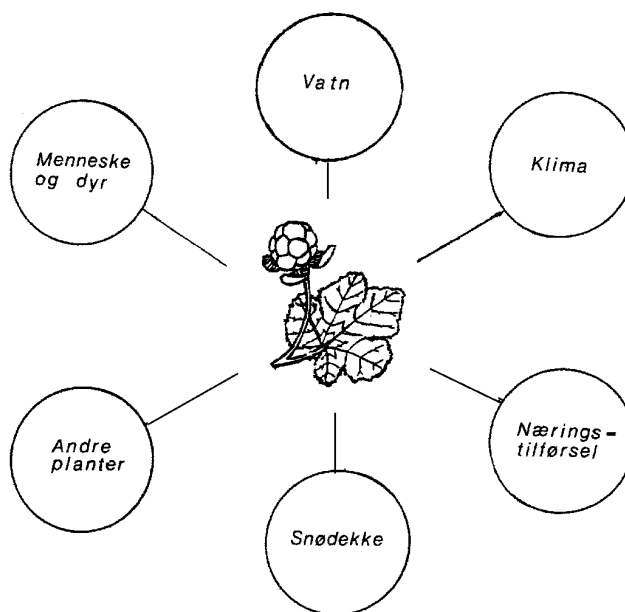 Vatn
Menneske
og dyr
Klima
Andre
planter
Nærings-
tilførsel
Snødekke